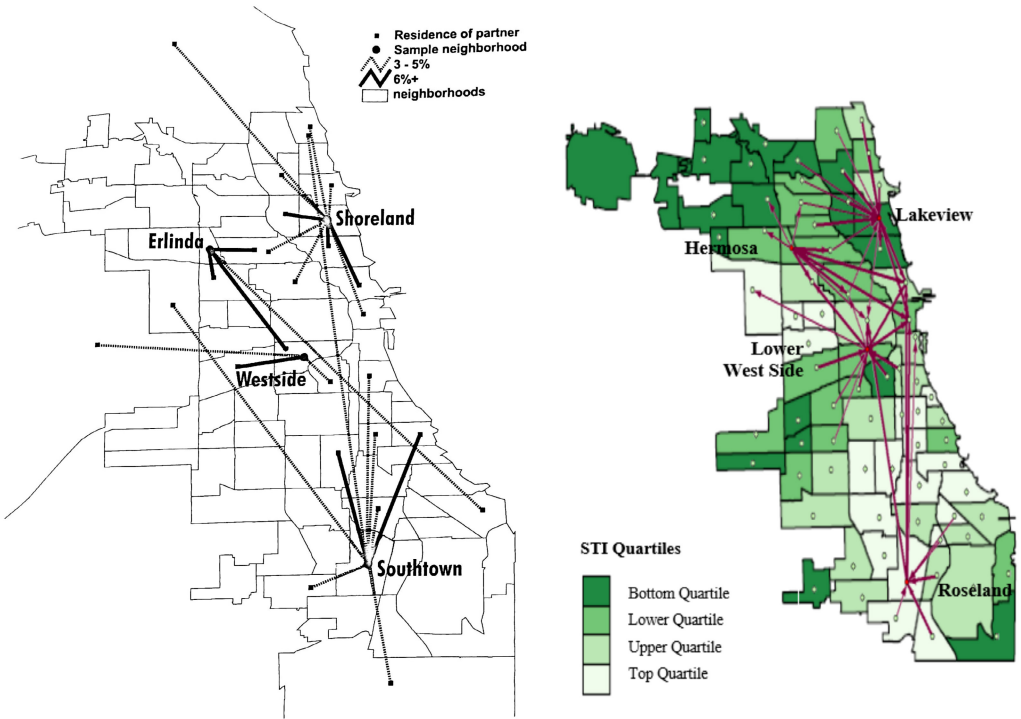 Residence of partner
Sample neighborhood
3 - 5%
6%+
neighborhoods
Shoreland
Erlinda
Westside
Southtown
Lakeview
Hermosa
Lower
West Side
Roseland
STI Quartiles
Bottom Quartile
Lower Quartile
Upper Quartile
Top Quartile